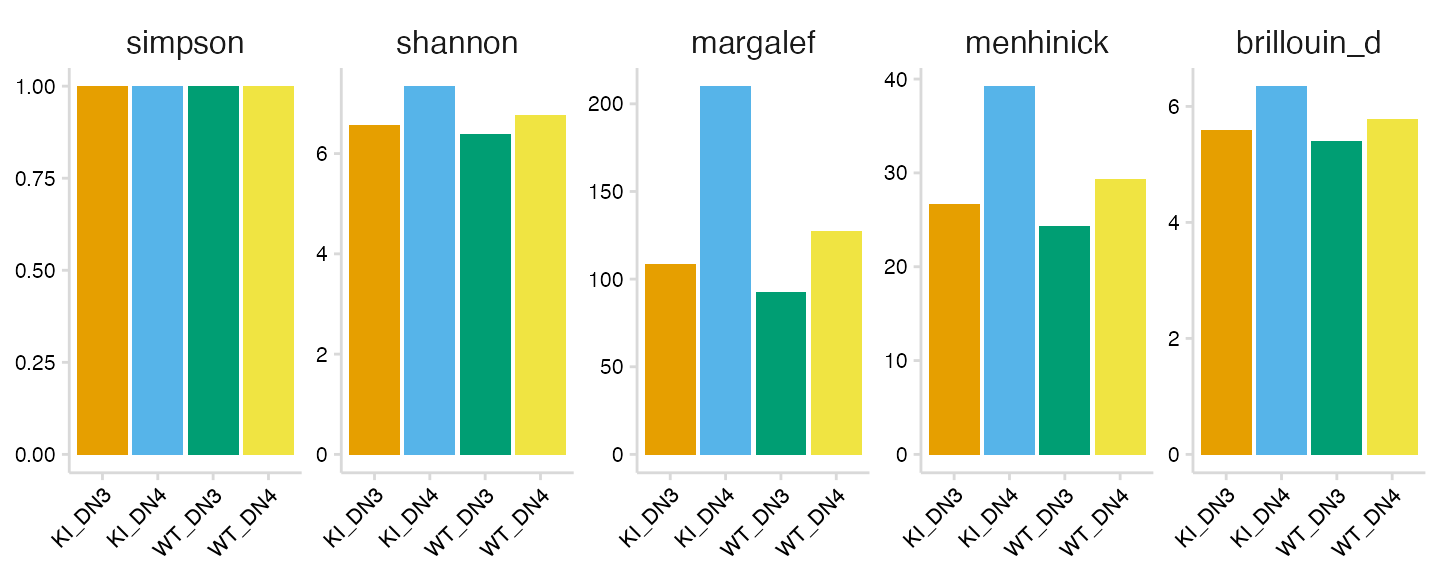 simpson
1.00
0.75
0.50
0.25
0.00
KI_DN3
KI_DN4
WT_DN3
WT_DN4
shannon
6
4
2
0
KI_DN3
KI_DN4
WT_DN3
WT_DN4
margalef
200
150
100
50
0
KI_DN3
KI_DN4
WT_DN3
WT_DN4
menhinick
40
30
20
10
0
KI_DN3
KI_DN4
WT_DN3
WT_DN4
brillouin_d
6
4
2
0
KI_DN3
KI_DN4
WT_DN3
WT_DN4